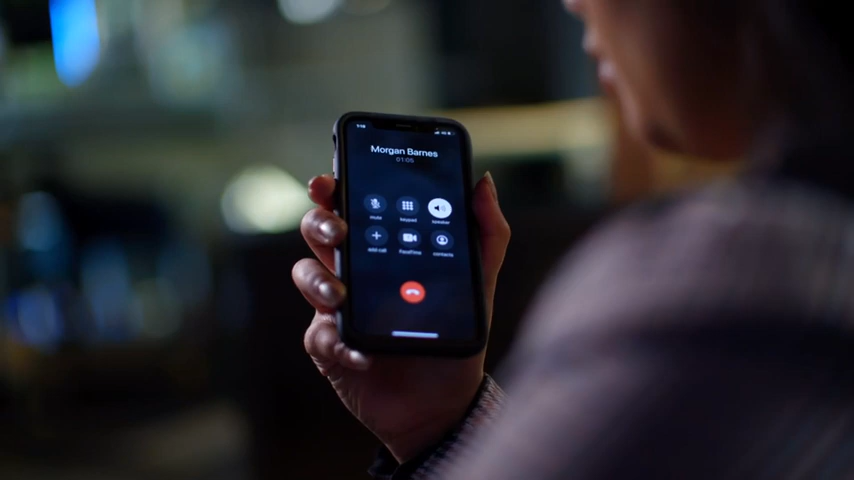 Morgan Barnes
01:05
mute
keypad
speaker
add call
FaceTime
contacts